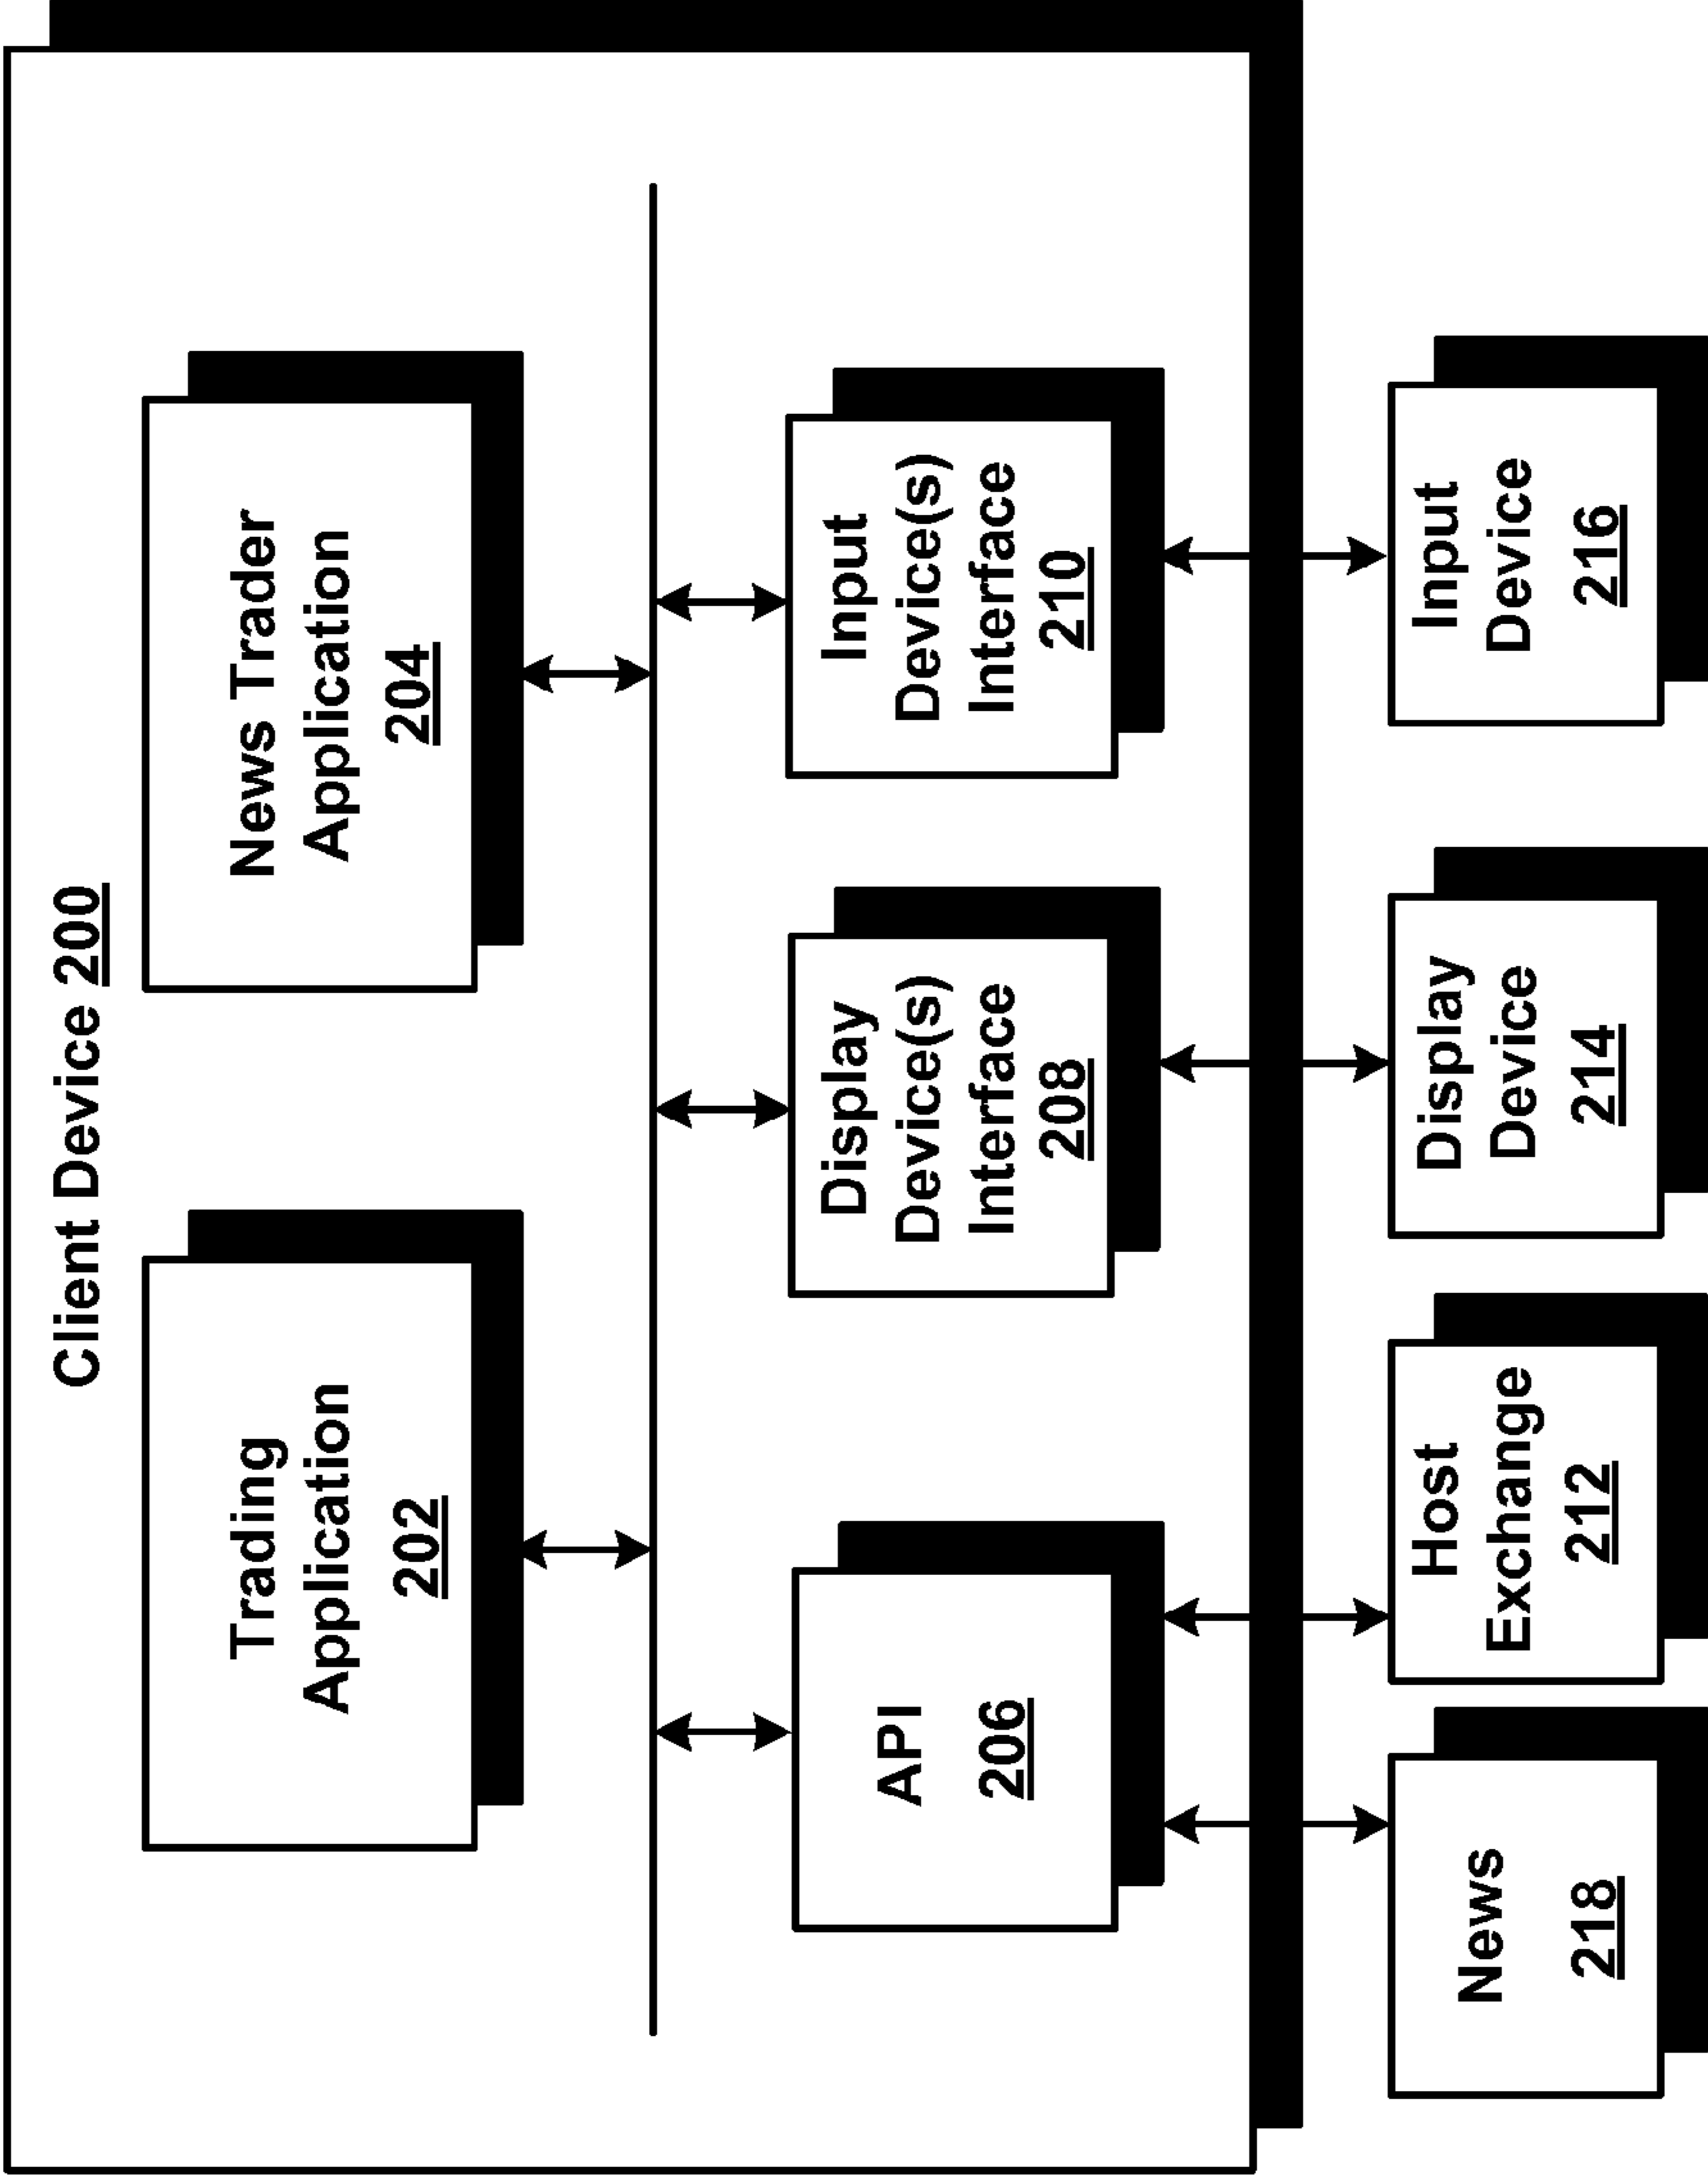 Client Device 200
Trading
Application
202
News Trader
Application
204
API
206
Display
Device(s)
Interface
208
Input
Device(s)
Interface
210
News
218
Host
Exchange
212
Display
Device
214
Input
Device
216